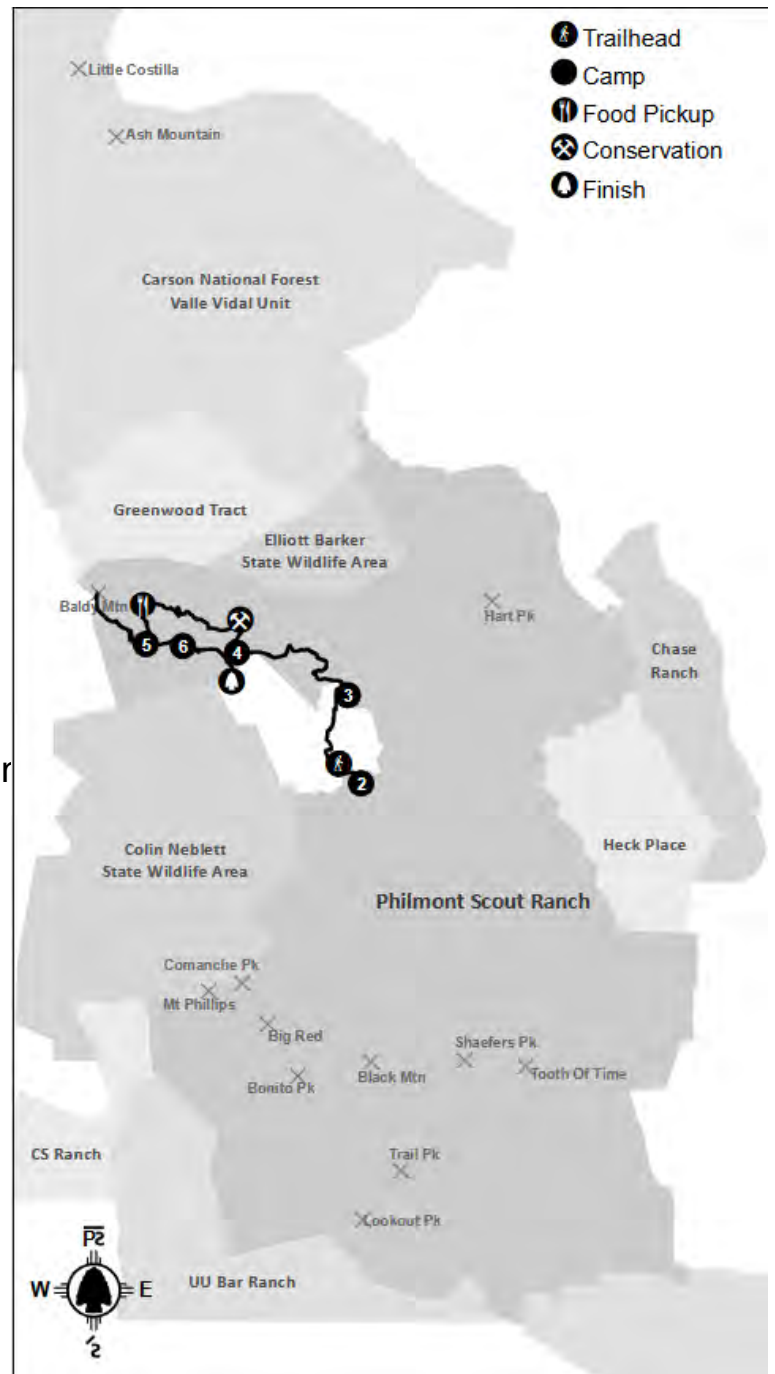 Trailhead
Camp
Food Pickup
Conservation
Finish
Little Costilla
Ash Mountain
Carson National Forest
Valle Vidal Unit
Greenwood Tract
Elliott Barker
State Wildlife Area
Baldy Mtn
Hart Pk
Chase
Ranch
5
6
4
3
2
Heck Place
Colin Neblett
State Wildlife Area
Philmont Scout Ranch
Comanche Pk
Mt Phillips
Big Red
Bonito Pk
Black Mtn
Shaefers Pk
Tooth Of Time
CS Ranch
Trail Pk
Lookout Pk
W
E
UU Bar Ranch